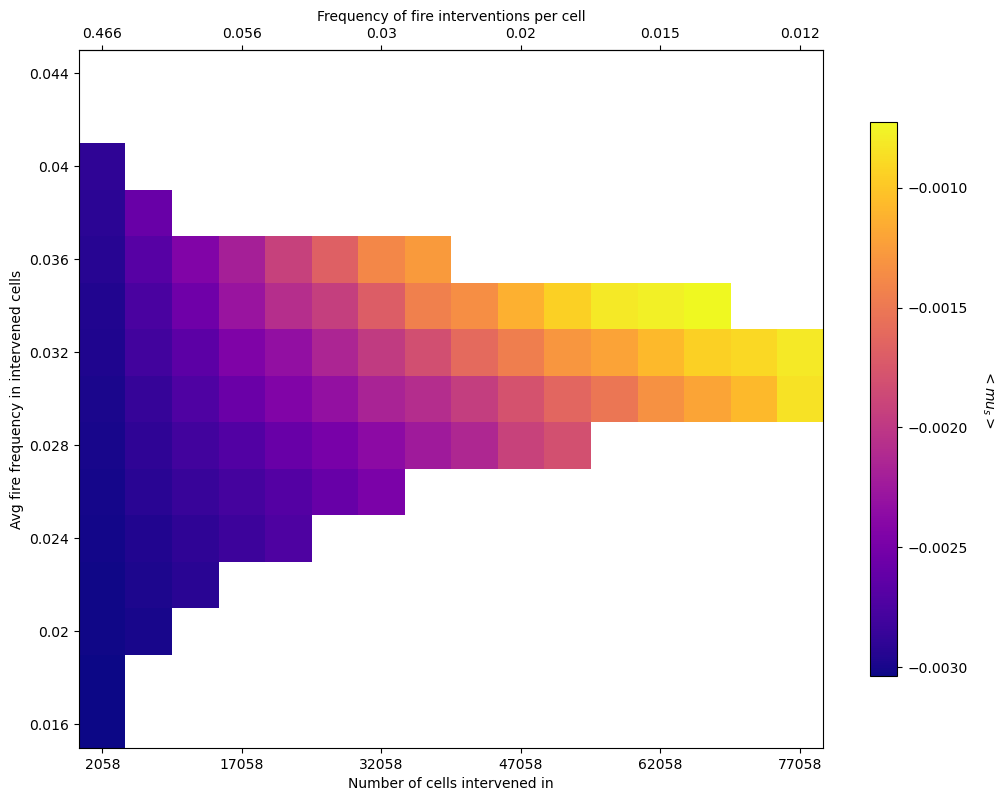 Frequency of fire interventions per cell
0.466 0.056 0.03 0.02 0.015 0.012
0.044
0.04
0.036
0.032
0.028
0.024
0.02
0.016
Avg fire frequency in intervened cells
2058 17058 32058 47058 62058 77058
Number of cells intervened in
−0.0010
−0.0015
−0.0020
−0.0025
−0.0030
< mu_s >